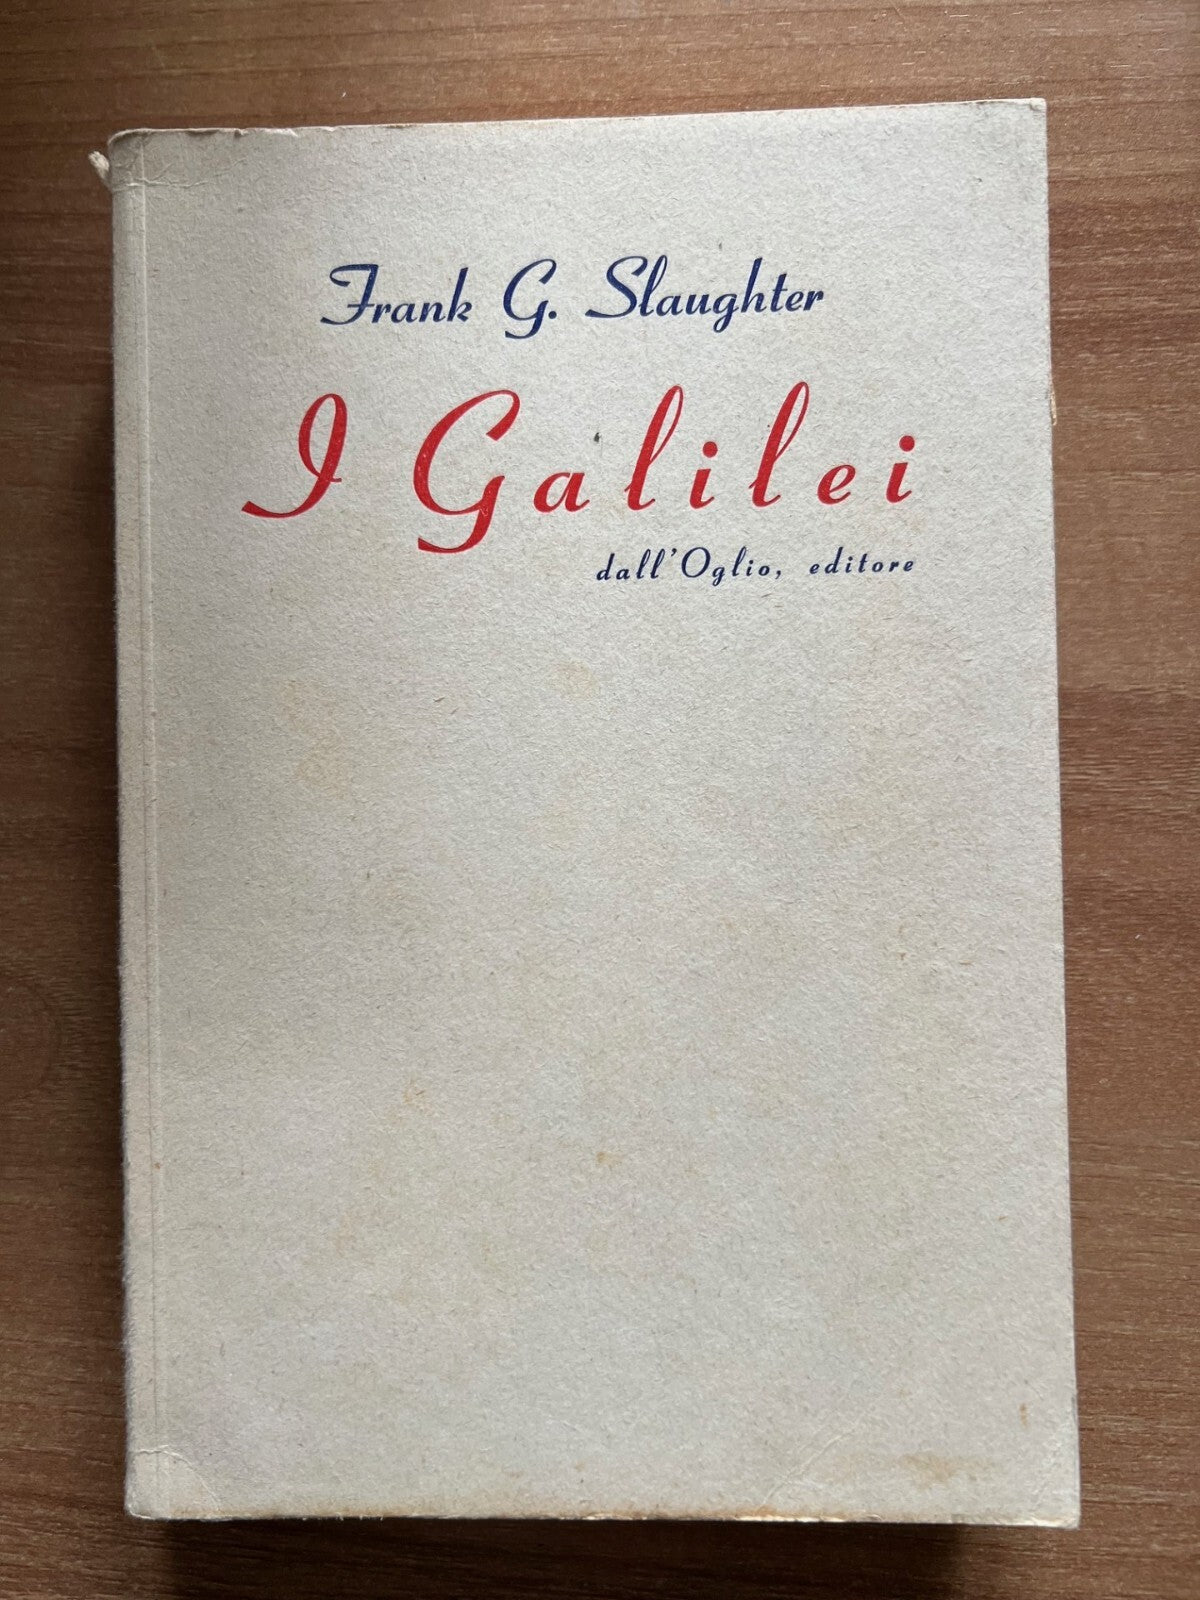 Frank G. Slaughter
I Galilei
dall'Oglio, editore